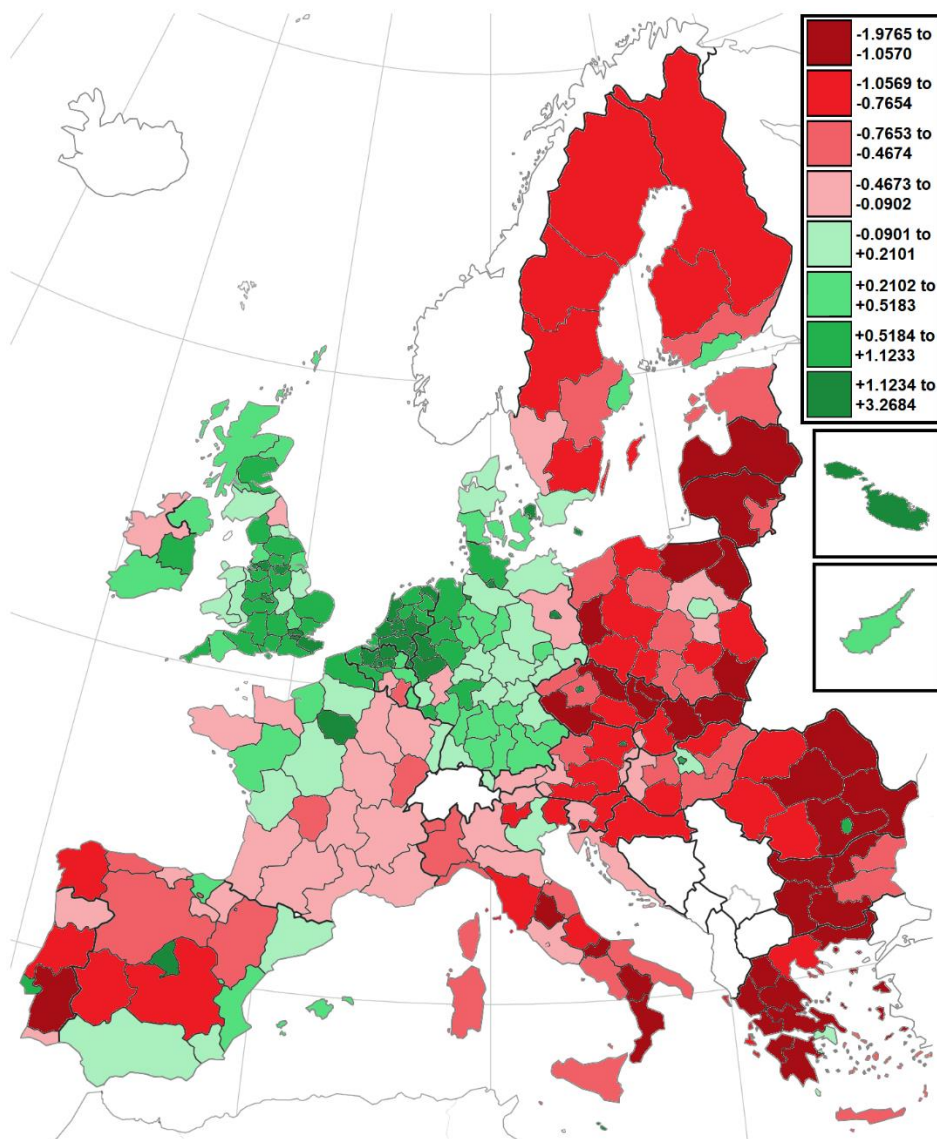 -1.9765 to
-1.0570
-1.0569 to
-0.7654
-0.7653 to
-0.4674
-0.4673 to
-0.0902
-0.0901 to
+0.2101
+0.2102 to
+0.5183
+0.5184 to
+1.1233
+1.1234 to
+3.2684